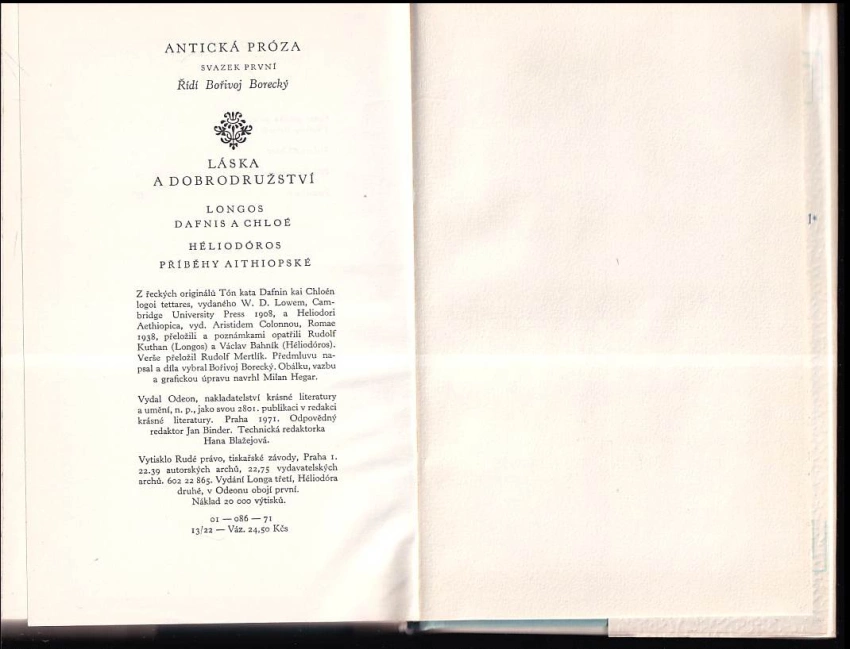 ANTICKÁ PRÓZA
SVAZEK PRVNÍ
Řídí Bořivoj Borecký
LÁSKA
A DOBRODRUŽSTVÍ
LONGOS
DAFNIS A CHLOÉ
HÉLIODÓROS
PŘÍBĚHY AITHIOPSKÉ
Z řeckých originálů Tón kata Dafnin kai Chloén
logoi tettares, vydaného W. D. Lowem, Cam-
bridge University Press 1908, a Heliodori
Aethiopica, vyd. Aristidem Colonnou, Romae
1938, přeložili a poznámkami opatřili Rudolf
Kuthan (Longos) a Václav Bahník (Héliodóros).
Verše přeložil Rudolf Mertlík. Předmluvu na-
psal a díla vybral Bořivoj Borecký. Obálku, vazbu
a grafickou úpravu navrhl Milan Hegar.
Vydal Odeon, nakladatelství krásné literatury
a umění, n. p., jako svou 2801. publikaci v redakci
krásné literatury. Praha 1971. Odpovědný
redaktor Jan Binder. Technická redaktorka
Hana Blažejová.
Vytisklo Rudé právo, tiskařské závody, Praha 1.
22.39 autorských archů, 22,75 vydavatelských
archů. 602 22 865. Vydání Longa třetí, Héliodóra
druhé, v Odeonu obojí první.
Náklad 20 000 výtisků.
01 — 086 — 71
13/22 — Váz. 24,50 Kčs